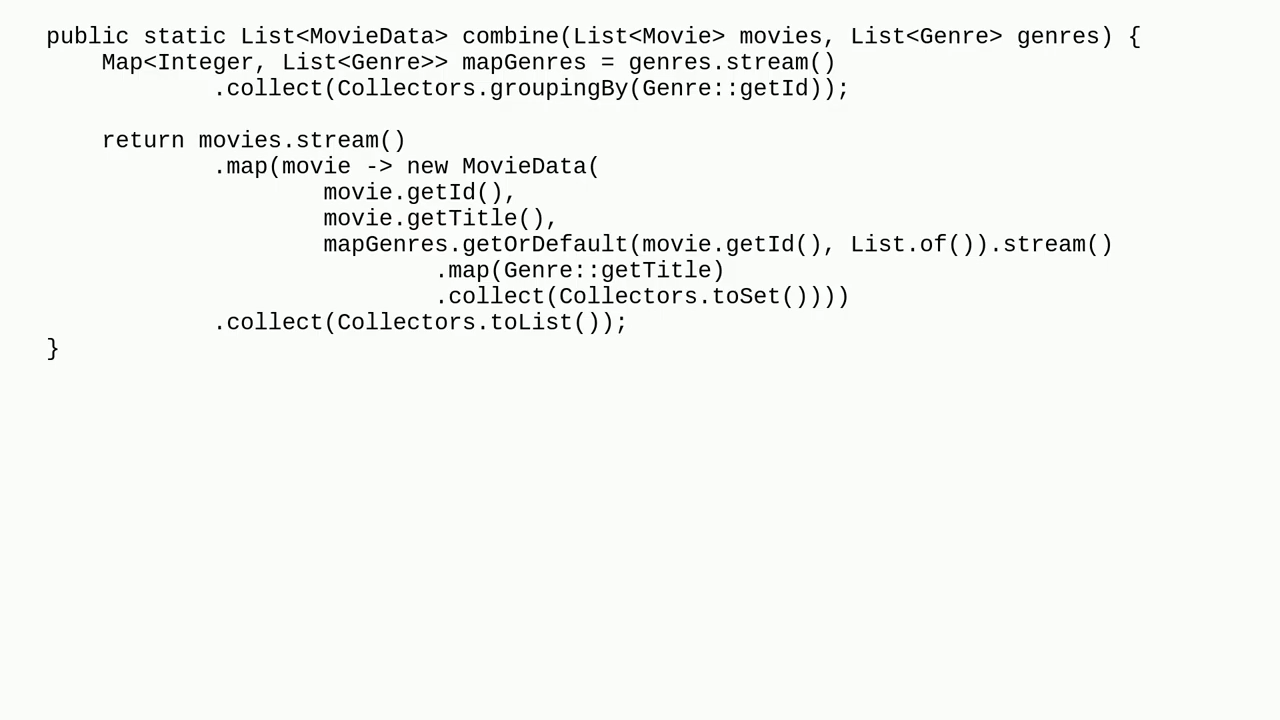 public static List<MovieData> combine(List<Movie> movies, List<Genre> genres) {
    Map<Integer, List<Genre>> mapGenres = genres.stream()
            .collect(Collectors.groupingBy(Genre::getId));

    return movies.stream()
            .map(movie -> new MovieData(
                    movie.getId(),
                    movie.getTitle(),
                    mapGenres.getOrDefault(movie.getId(), List.of()).stream()
                            .map(Genre::getTitle)
                            .collect(Collectors.toSet())))
            .collect(Collectors.toList());
}